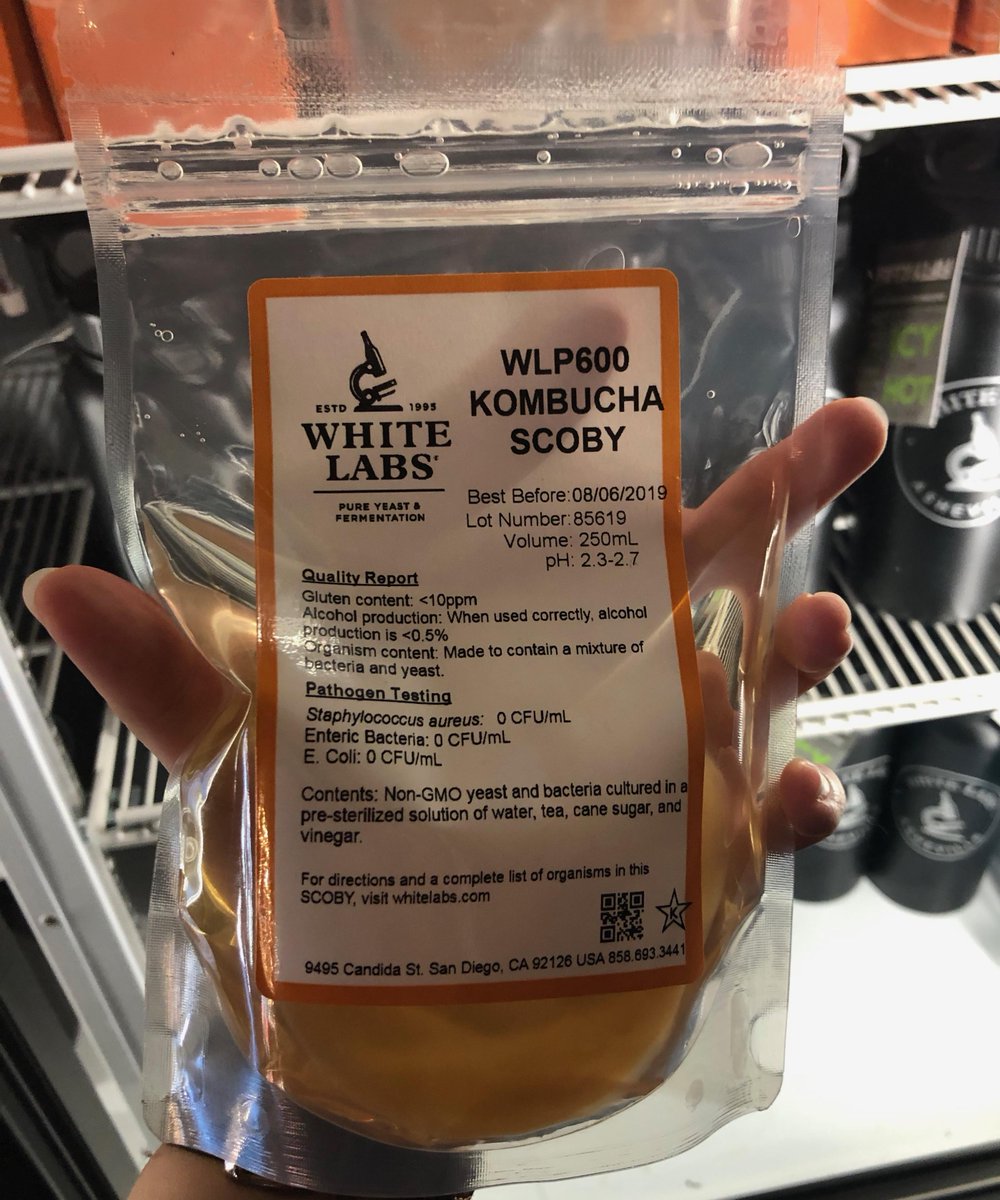 ESTD 1995
WHITE
LABS
PURE YEAST &
FERMENTATION
WLP600
KOMBUCHA
SCOBY
Best Before:08/06/2019
Lot Number:85619
Volume: 250mL
pH: 2.3-2.7
Quality Report
Gluten content: <10ppm
Alcohol production: When used correctly, alcohol
production is <0.5%
Organism content: Made to contain a mixture of
bacteria and yeast.
Pathogen Testing
Staphylococcus aureus: 0 CFU/mL
Enteric Bacteria: 0 CFU/mL
E. Coli: 0 CFU/mL
Contents: Non-GMO yeast and bacteria cultured in a
pre-sterilized solution of water, tea, cane sugar, and
vinegar.
For directions and a complete list of organisms in this
SCOBY, visit whitelabs.com
K
9495 Candida St. San Diego, CA 92126 USA 858.693.3441